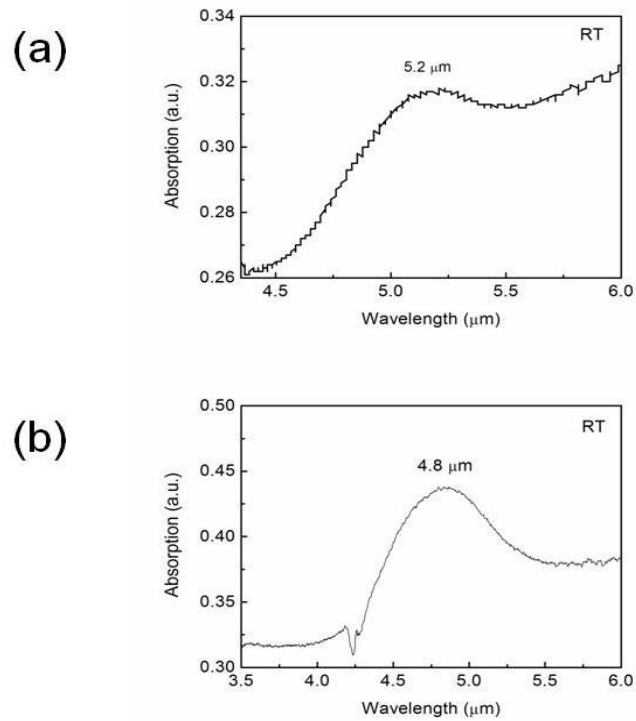 (a)
RT
5.2 μm
Absorption (a.u.)
0.34
0.32
0.30
0.28
0.26
4.5 5.0 5.5 6.0
Wavelength (μm)
(b)
RT
4.8 μm
Absorption (a.u.)
0.50
0.45
0.40
0.35
0.30
3.5 4.0 4.5 5.0 5.5 6.0
Wavelength (μm)